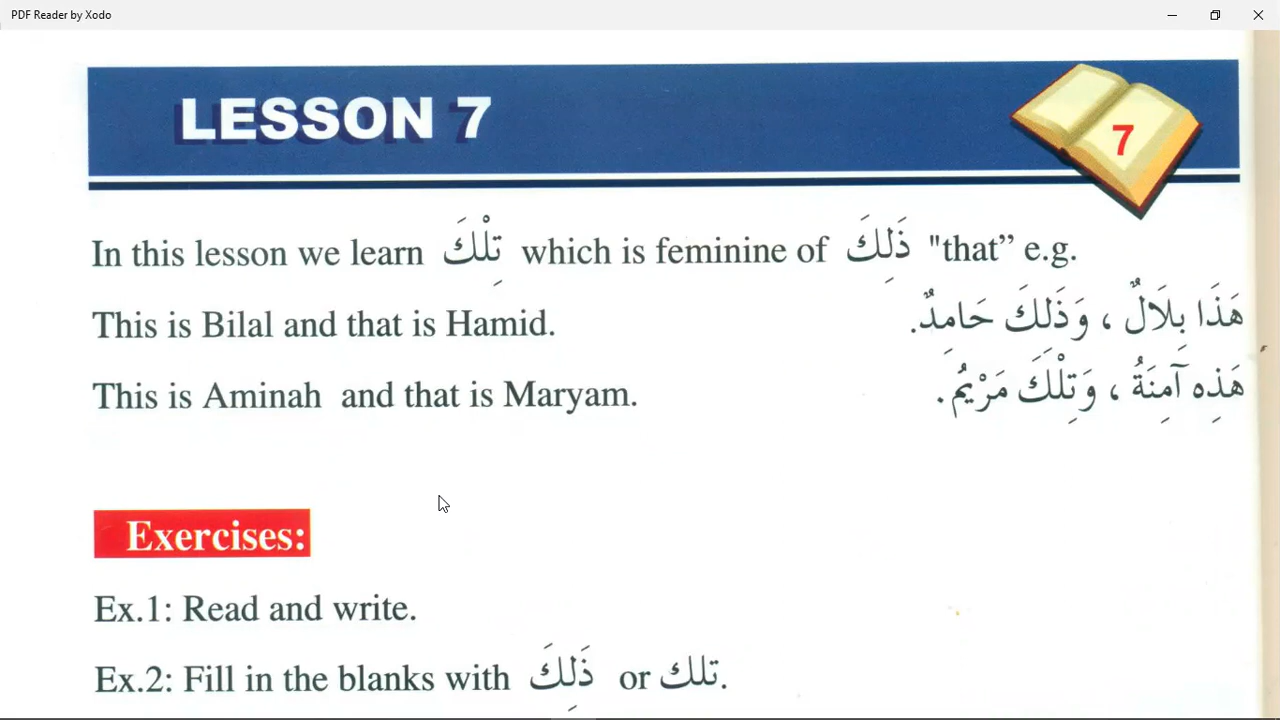 PDF Reader by Xodo
LESSON 7
7
In this lesson we learn تِلْكَ which is feminine of ذَلِكَ "that” e.g.
This is Bilal and that is Hamid. هَذَا بِلَالٌ ، وَذَلِكَ حَامِدٌ.
This is Aminah and that is Maryam. هَذِه آمِنَةُ ، وَتِلْكَ مَرْيَمُ.
Exercises:
Ex.1: Read and write.
Ex.2: Fill in the blanks with ذَلِكَ or تلك.